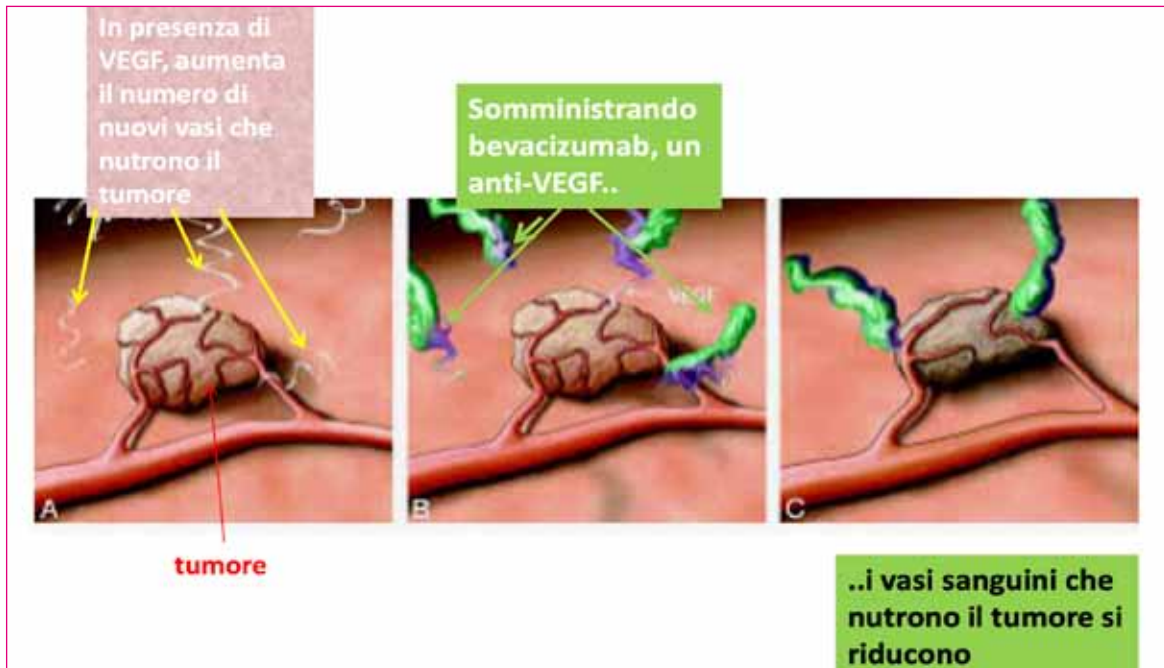 In presenza di
VEGF, aumenta
il numero di
nuovi vasi che
nutrono il
tumore
Somministrando
bevacizumab, un
anti-VEGF..
VEGF
A
B
C
tumore
..i vasi sanguini che
nutrono il tumore si
riducono